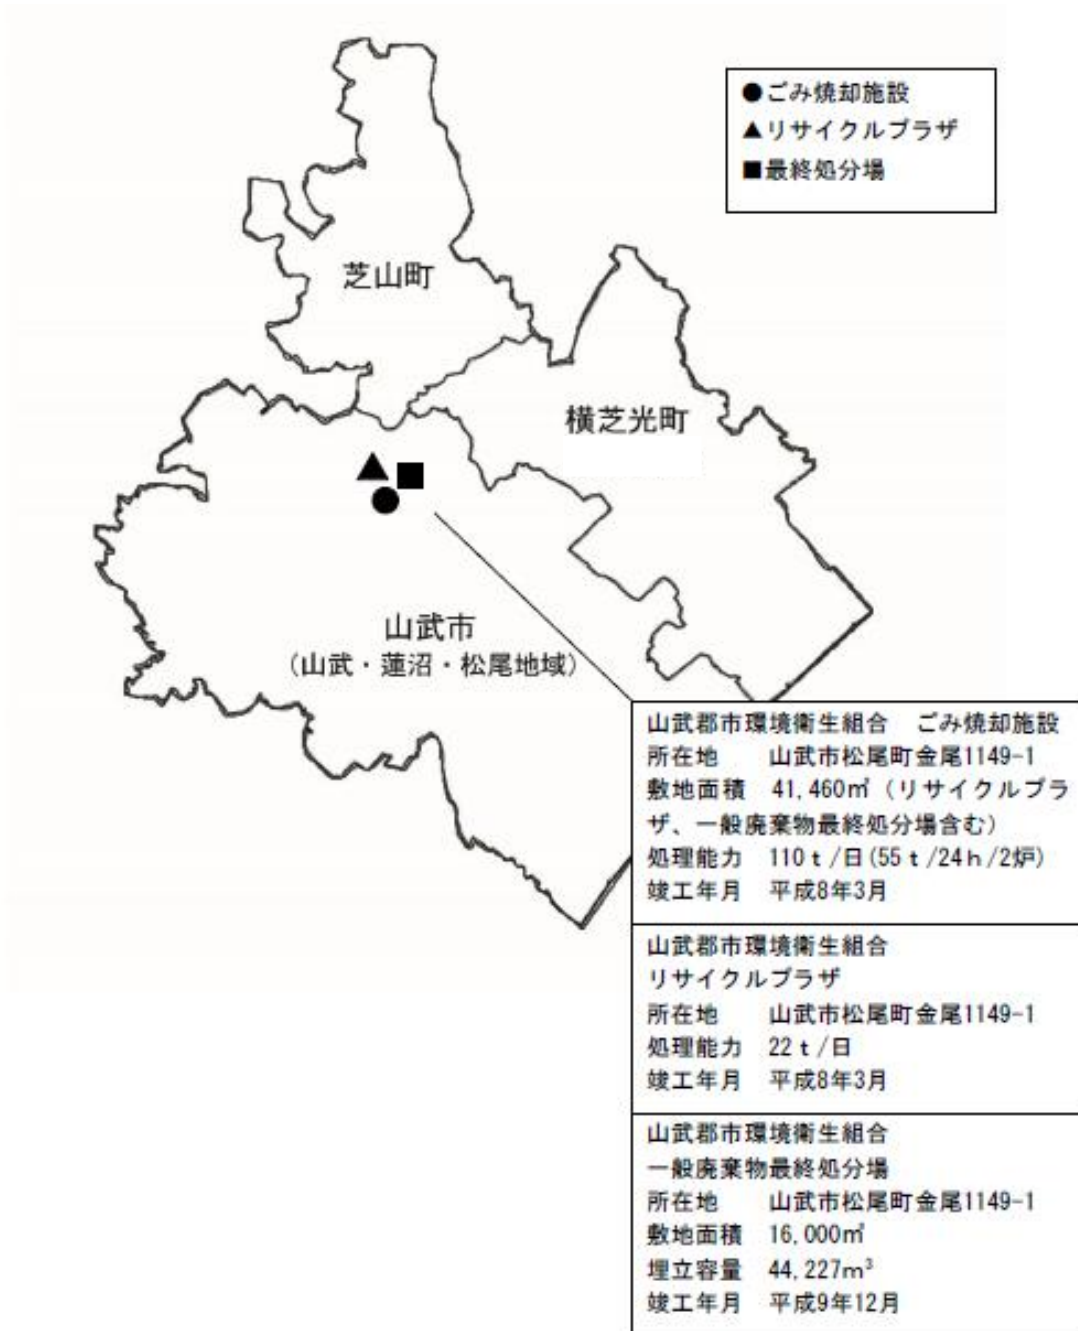 ●ごみ焼却施設
▲リサイクルプラザ
■最終処分場
芝山町
横芝光町
山武市
（山武・蓮沼・松尾地域）
山武郡市環境衛生組合　ごみ焼却施設
所在地　山武市松尾町金尾1149-1
敷地面積　41,460㎡（リサイクルプラ
ザ、一般廃棄物最終処分場含む）
処理能力　110ｔ/日(55ｔ/24ｈ/2炉)
竣工年月　平成8年3月
山武郡市環境衛生組合
リサイクルプラザ
所在地　山武市松尾町金尾1149-1
処理能力　22ｔ/日
竣工年月　平成8年3月
山武郡市環境衛生組合
一般廃棄物最終処分場
所在地　山武市松尾町金尾1149-1
敷地面積　16,000㎡
埋立容量　44,227m³
竣工年月　平成9年12月